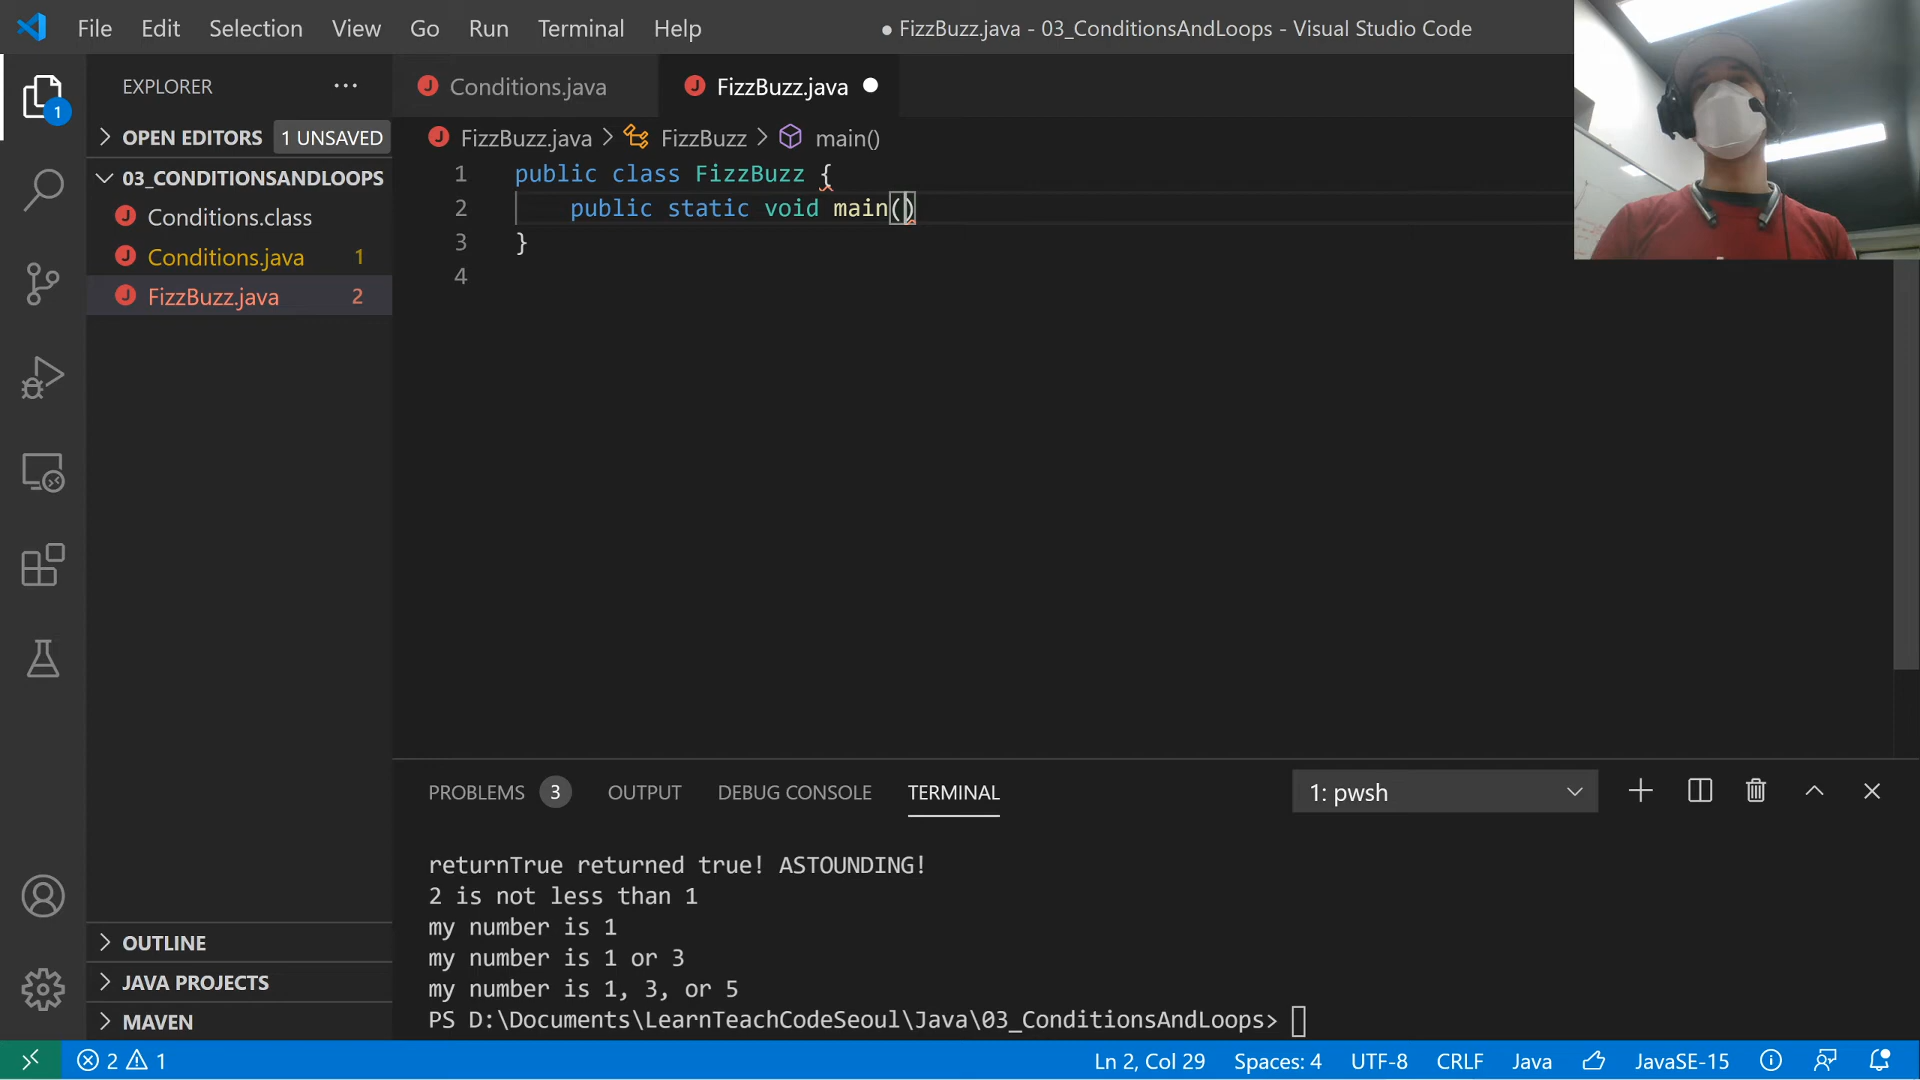 File Edit Selection View Go Run Terminal Help
● FizzBuzz.java - 03_ConditionsAndLoops - Visual Studio Code
EXPLORER ···
OPEN EDITORS 1 UNSAVED
03_CONDITIONSANDLOOPS
Conditions.class
Conditions.java 1
FizzBuzz.java 2
OUTLINE
JAVA PROJECTS
MAVEN
1
J Conditions.java
J FizzBuzz.java ●
FizzBuzz.java > FizzBuzz > main()
1 public class FizzBuzz {
2 public static void main()
3 }
4
PROBLEMS 3 OUTPUT DEBUG CONSOLE TERMINAL
1: pwsh
returnTrue returned true! ASTOUNDING!
2 is not less than 1
my number is 1
my number is 1 or 3
my number is 1, 3, or 5
PS D:\Documents\LearnTeachCodeSeoul\Java\03_ConditionsAndLoops>
2 1
Ln 2, Col 29 Spaces: 4 UTF-8 CRLF Java JavaSE-15